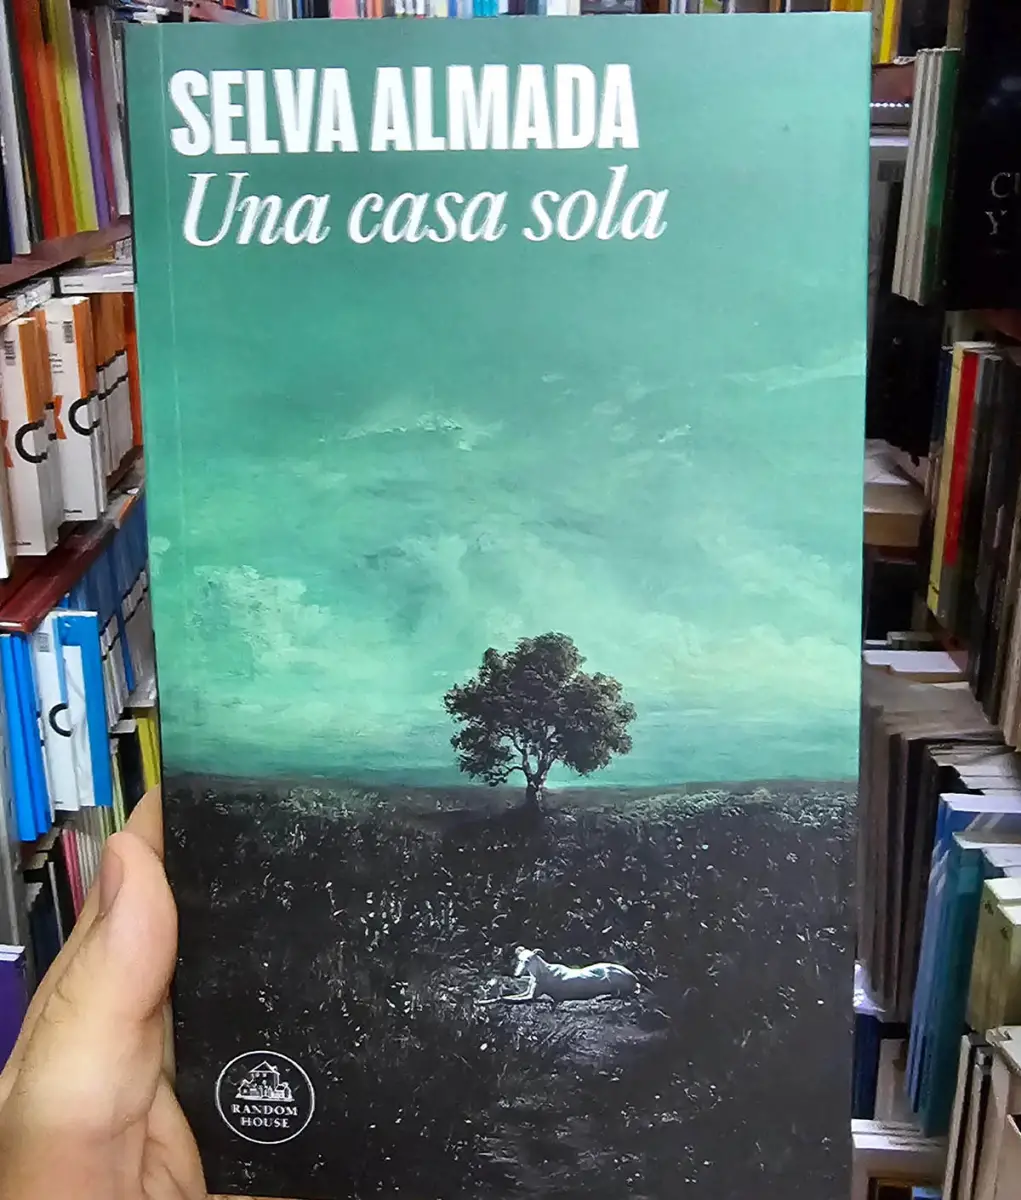 SELVA ALMADA
Una casa sola
RANDOM
HOUSE